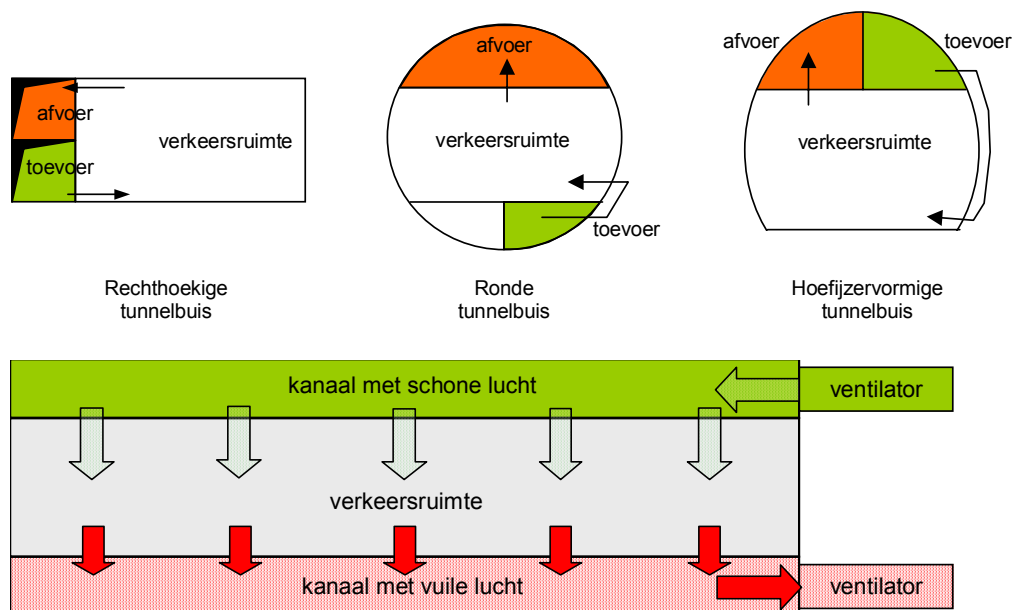 afvoer
toevoer
verkeersruimte
Rechthoekige
tunnelbuis
afvoer
verkeersruimte
toevoer
Ronde
tunnelbuis
afvoer
toevoer
verkeersruimte
Hoefijzervormige
tunnelbuis
kanaal met schone lucht
ventilator
verkeersruimte
kanaal met vuile lucht
ventilator